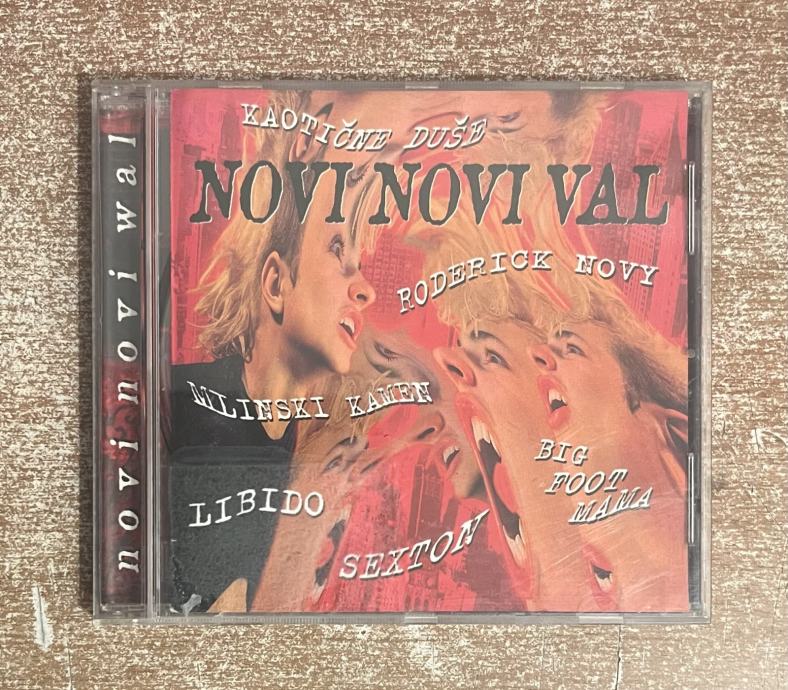 novi novi wal
KAOTIČNE DUŠE
NOVI NOVI VAL
RODERICK NOVY
MLINSKI KAMEN
BIG
FOOT
MAMA
LIBIDO
SEXTON